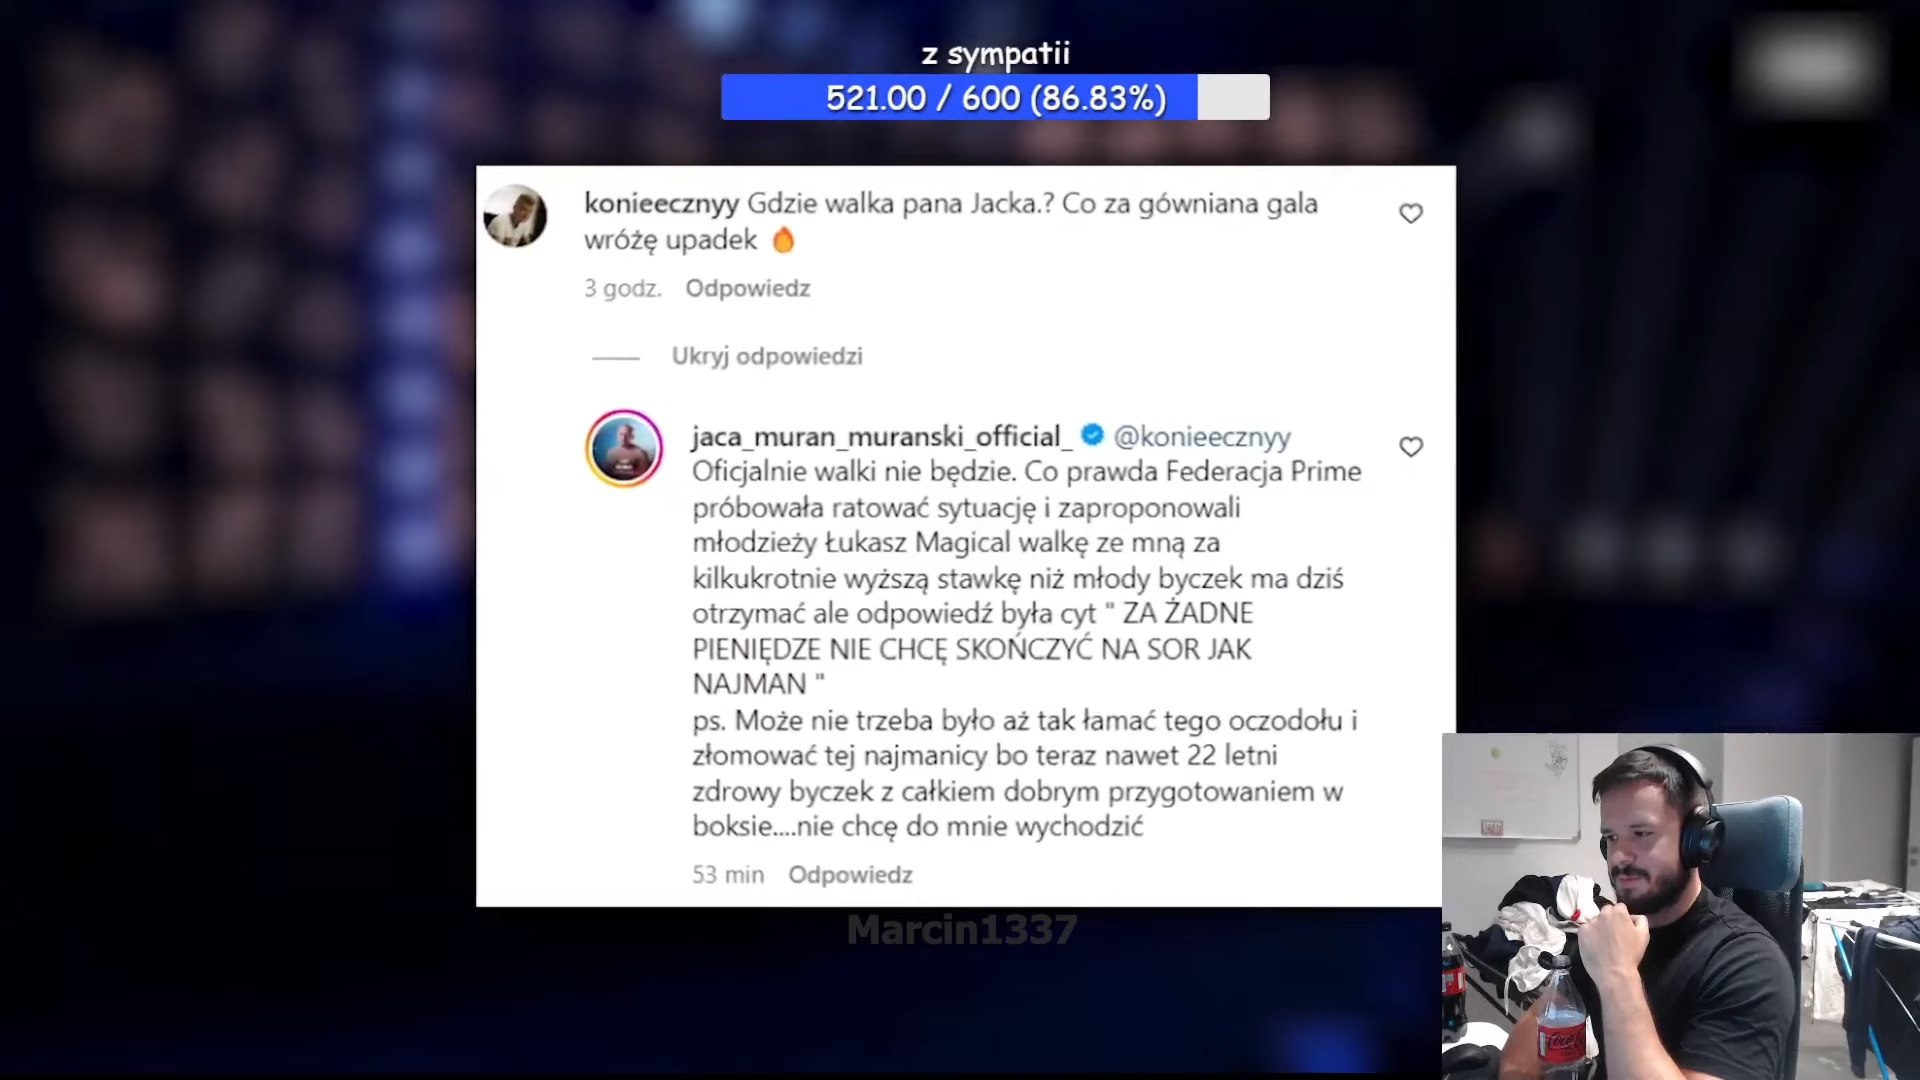 z sympatii
521.00 / 600 (86.83%)
konieecznyy Gdzie walka pana Jacka.? Co za gówniana gala
wróżę upadek 🔥
3 godz. Odpowiedz
Ukryj odpowiedzi
jaca_muran_muranski_official_ @konieecznyy
Oficjalnie walki nie będzie. Co prawda Federacja Prime
próbowała ratować sytuację i zaproponowali
młodzieży Łukasz Magical walkę ze mną za
kilkukrotnie wyższą stawkę niż młody byczek ma dziś
otrzymać ale odpowiedź była cyt " ZA ŻADNE
PIENIĘDZE NIE CHCĘ SKOŃCZYĆ NA SOR JAK
NAJMAN "
ps. Może nie trzeba było aż tak łamać tego oczodołu i
złomować tej najmanicy bo teraz nawet 22 letni
zdrowy byczek z całkiem dobrym przygotowaniem w
boksie....nie chcę do mnie wychodzić
53 min Odpowiedz
Marcin1337